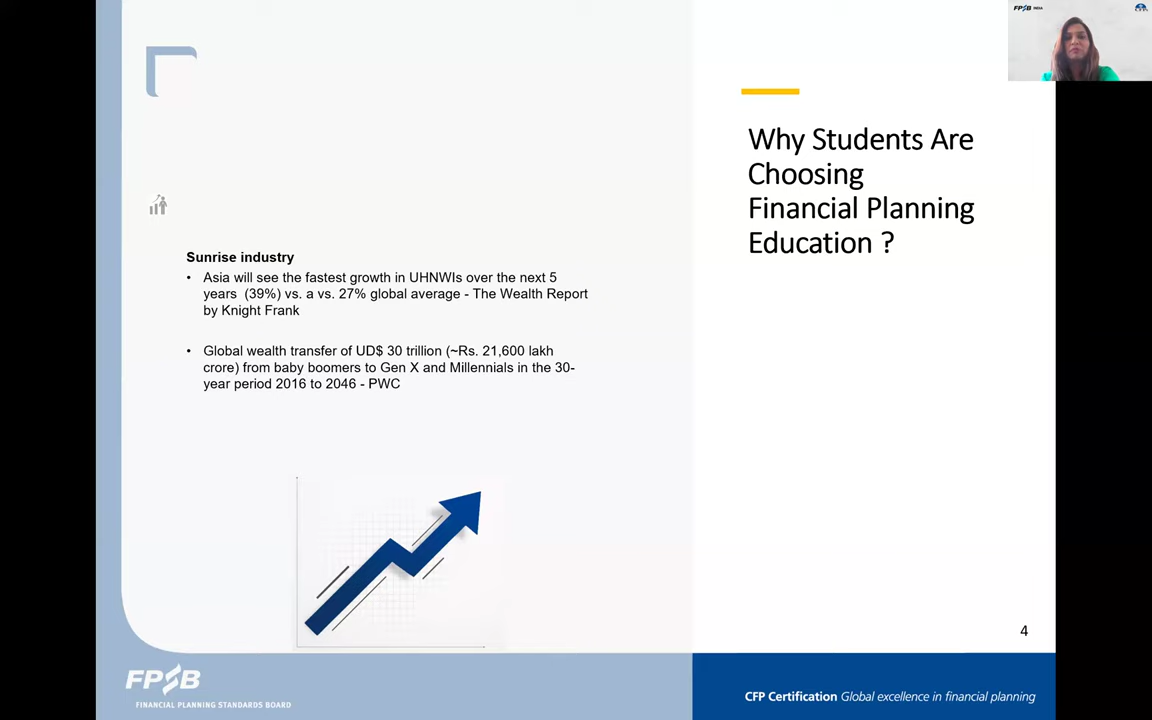 FPSB INDIA
Why Students Are
Choosing
Financial Planning
Education ?
Sunrise industry
• Asia will see the fastest growth in UHNWIs over the next 5
years (39%) vs. a vs. 27% global average - The Wealth Report
by Knight Frank
• Global wealth transfer of UD$ 30 trillion (~Rs. 21,600 lakh
crore) from baby boomers to Gen X and Millennials in the 30-
year period 2016 to 2046 - PWC
4
FPSB
FINANCIAL PLANNING STANDARDS BOARD
CFP Certification Global excellence in financial planning